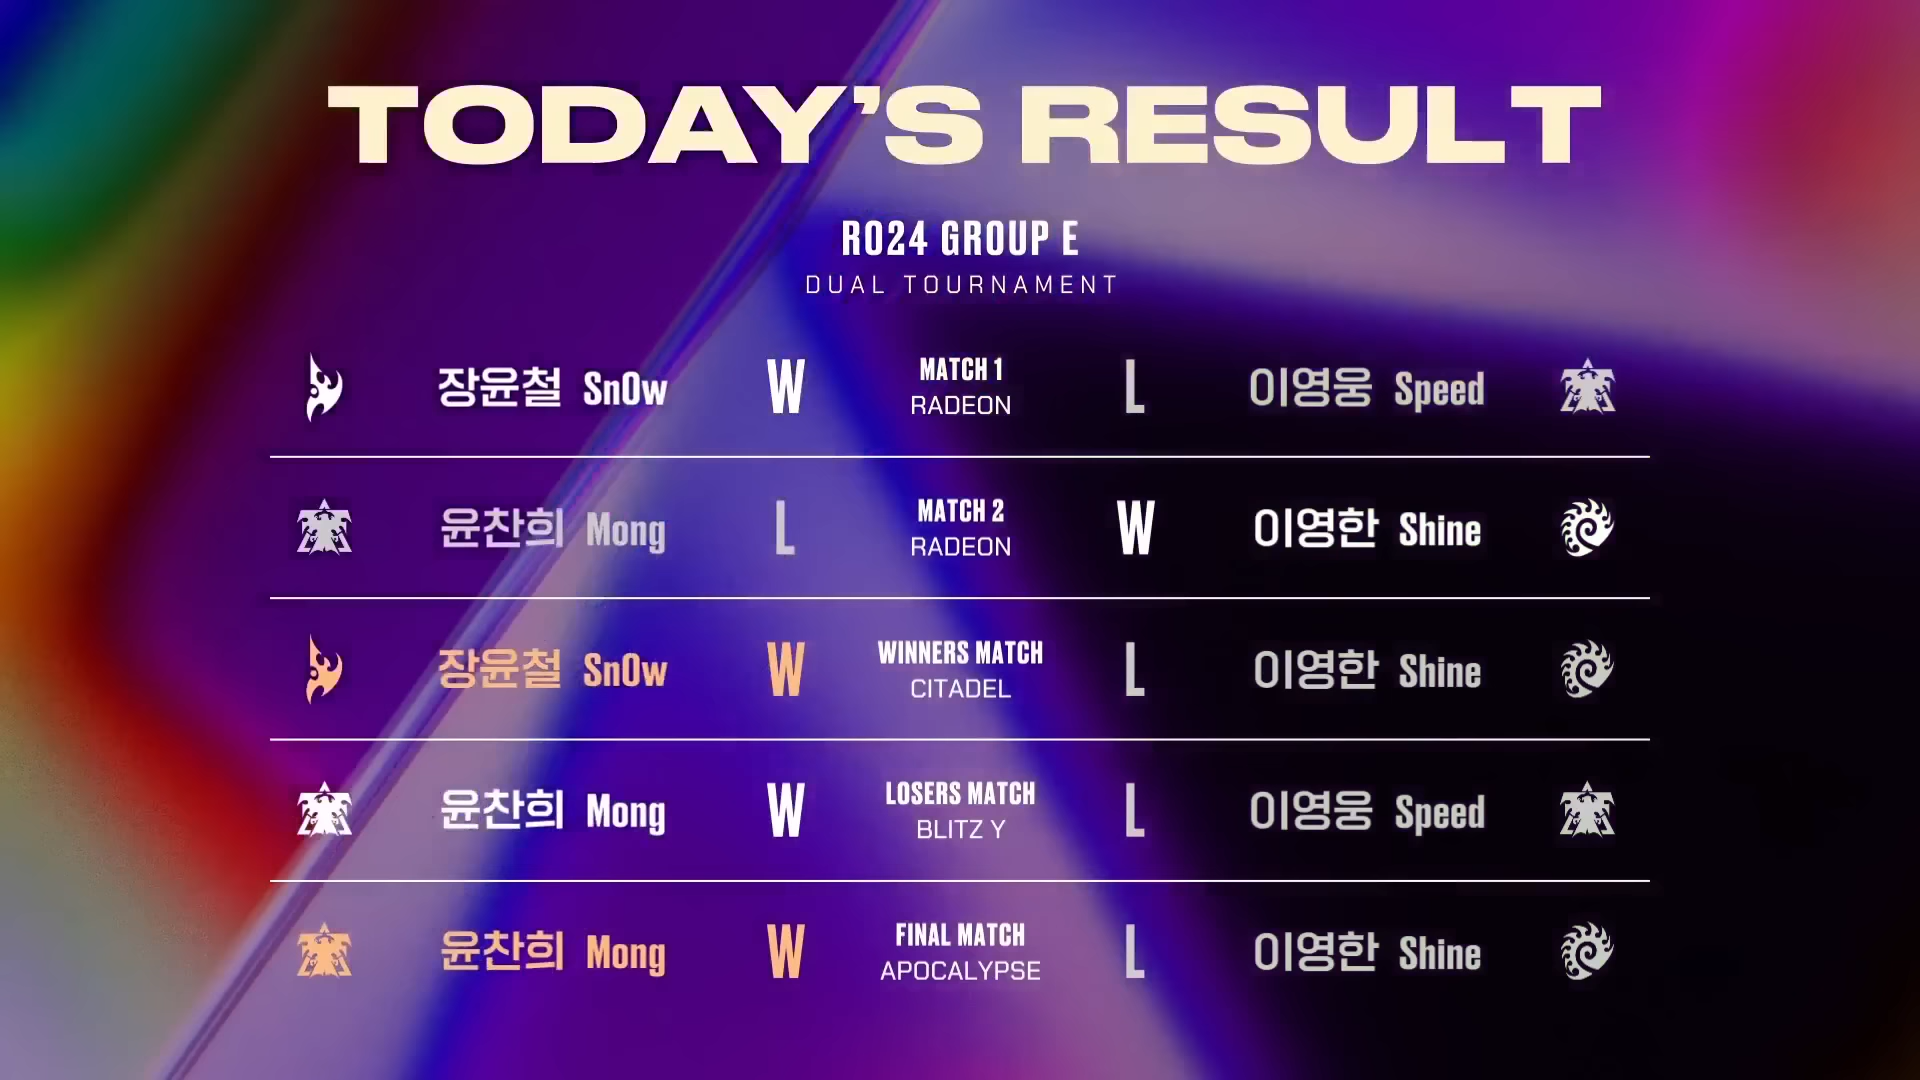 TODAY'S RESULT
RO24 GROUP E
DUAL TOURNAMENT
장윤철 Sn0w W MATCH 1 L 이영웅 Speed
RADEON
윤찬희 Mong L MATCH 2 W 이영한 Shine
RADEON
장윤철 Sn0w W WINNERS MATCH L 이영한 Shine
CITADEL
윤찬희 Mong W LOSERS MATCH L 이영웅 Speed
BLITZ Y
윤찬희 Mong W FINAL MATCH L 이영한 Shine
APOCALYPSE